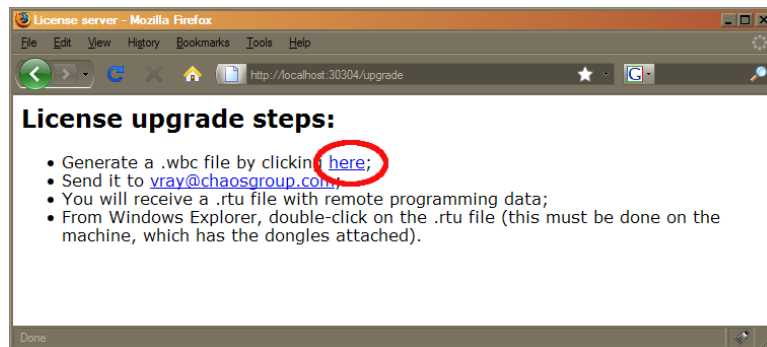 License server - Mozilla Firefox
File Edit View History Bookmarks Tools Help
http://localhost:30304/upgrade
G
License upgrade steps:
• Generate a .wbc file by clicking here;
• Send it to vray@chaosgroup.com;
• You will receive a .rtu file with remote programming data;
• From Windows Explorer, double-click on the .rtu file (this must be done on the
machine, which has the dongles attached).
Done